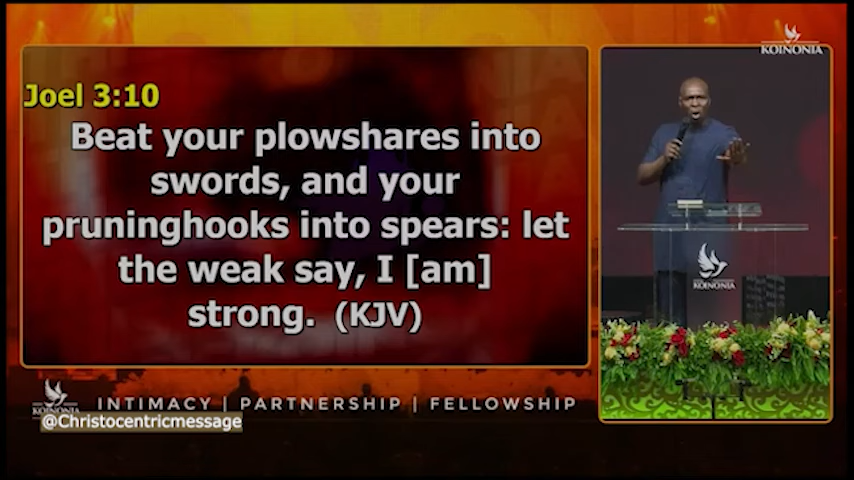 KOINONIA
Joel 3:10
Beat your plowshares into
swords, and your
pruninghooks into spears: let
the weak say, I [am]
strong. (KJV)
KOINONIA
KOINONIA
INTIMACY | PARTNERSHIP | FELLOWSHIP
@Christocentricmessage